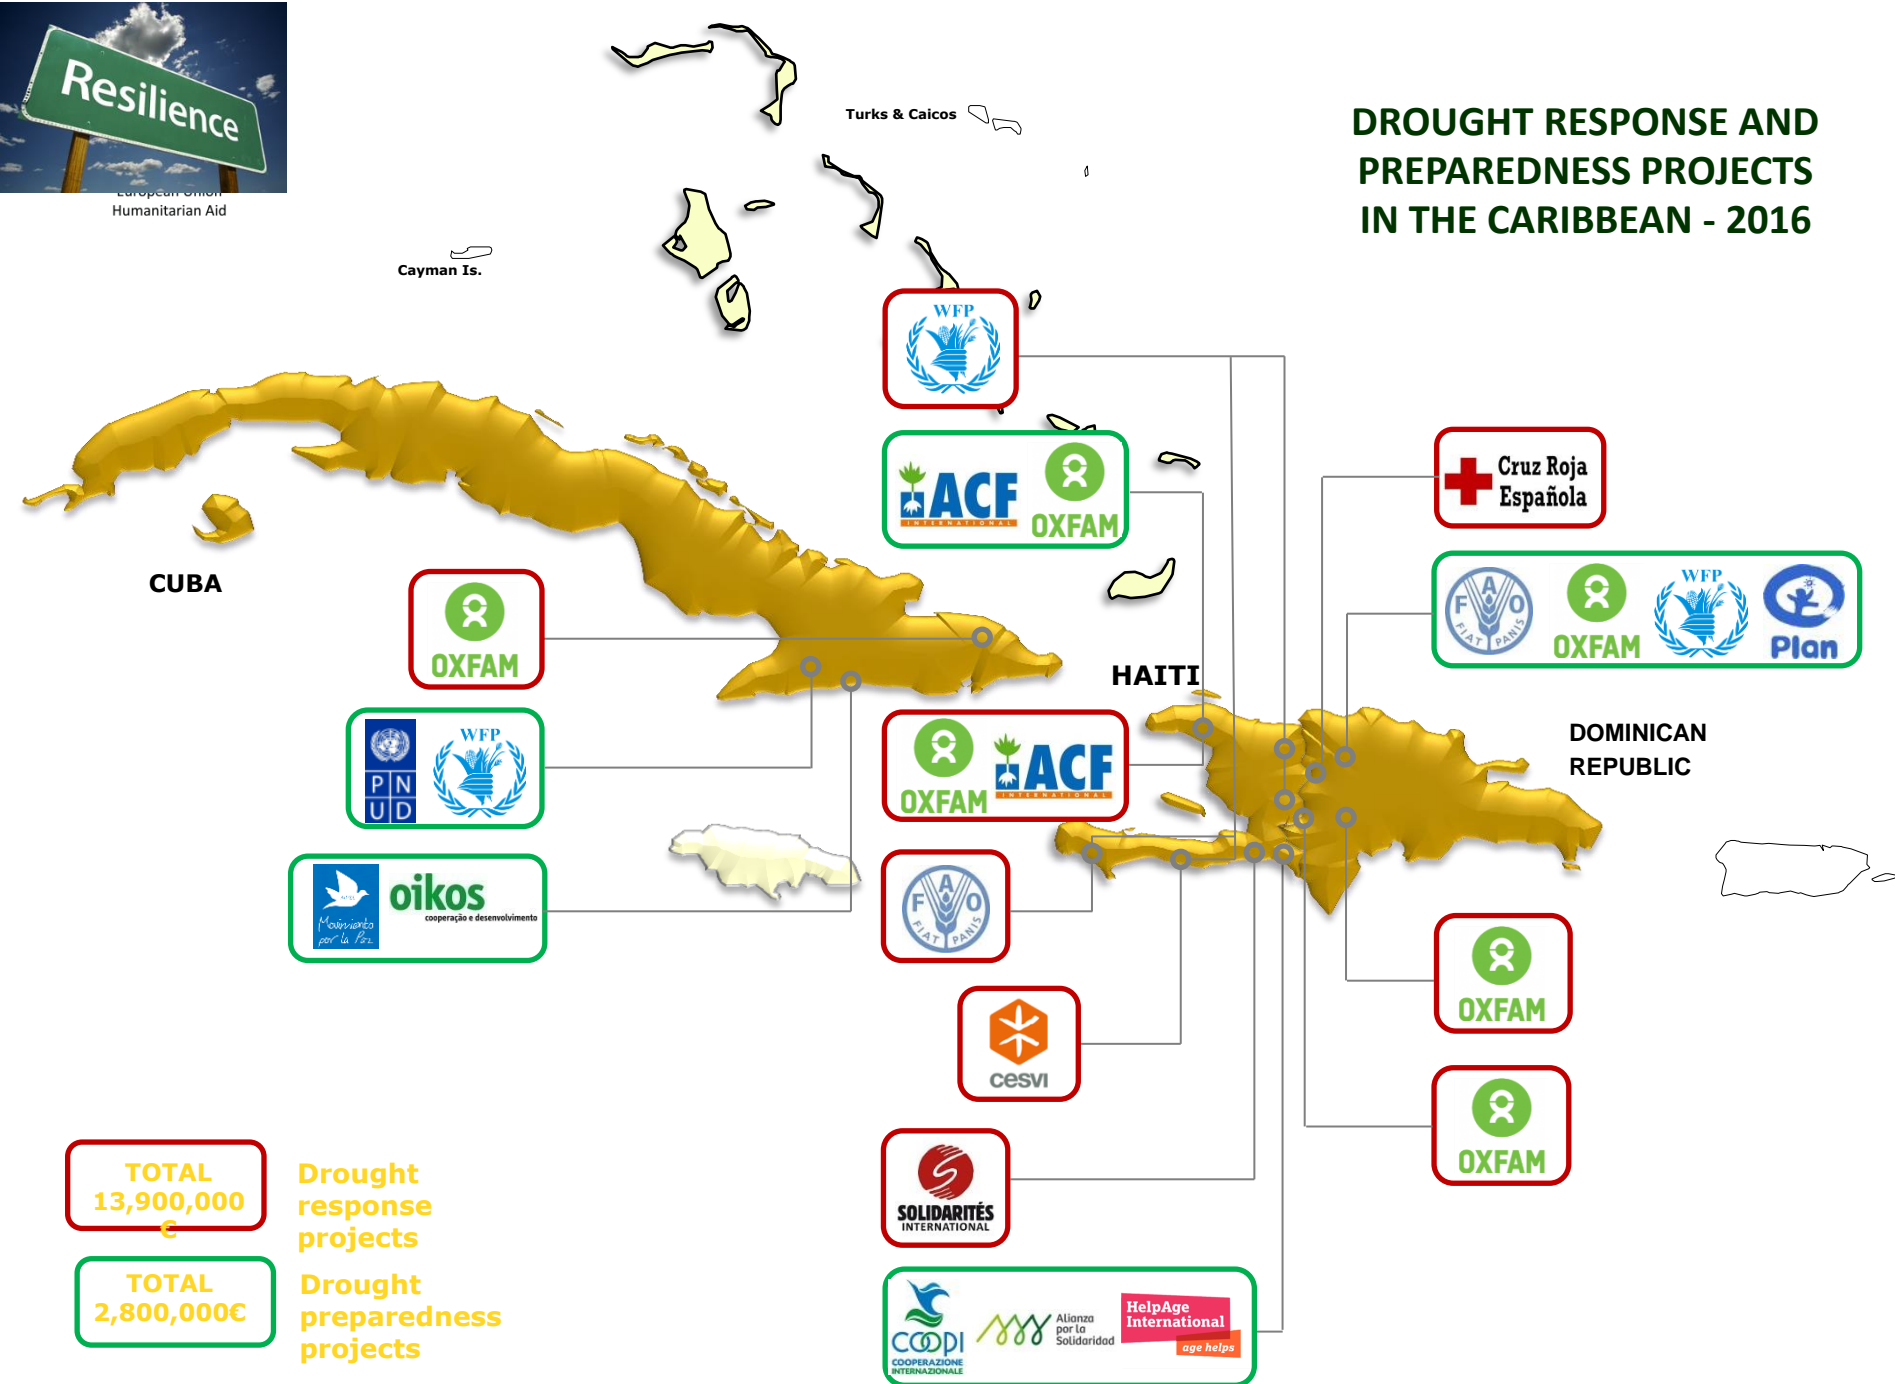 Resilience
European Union
Humanitarian Aid
Turks & Caicos
DROUGHT RESPONSE AND
PREPAREDNESS PROJECTS
IN THE CARIBBEAN - 2016
Cayman Is.
WFP
ACF
INTERNATIONAL
OXFAM
Cruz Roja
Española
CUBA
OXFAM
FAO
FIAT PANIS
OXFAM
WFP
Plan
HAITI
PNUD
WFP
OXFAM
ACF
INTERNATIONAL
DOMINICAN
REPUBLIC
Movimiento
por la Paz
oikos
cooperação e desenvolvimento
FAO
FIAT PANIS
OXFAM
cesvi
OXFAM
SOLIDARITÉS
INTERNATIONAL
TOTAL
13,900,000
€
Drought
response
projects
TOTAL
2,800,000€
Drought
preparedness
projects
COOPI
COOPERAZIONE
INTERNAZIONALE
Alianza
por la
Solidaridad
HelpAge
International
age helps